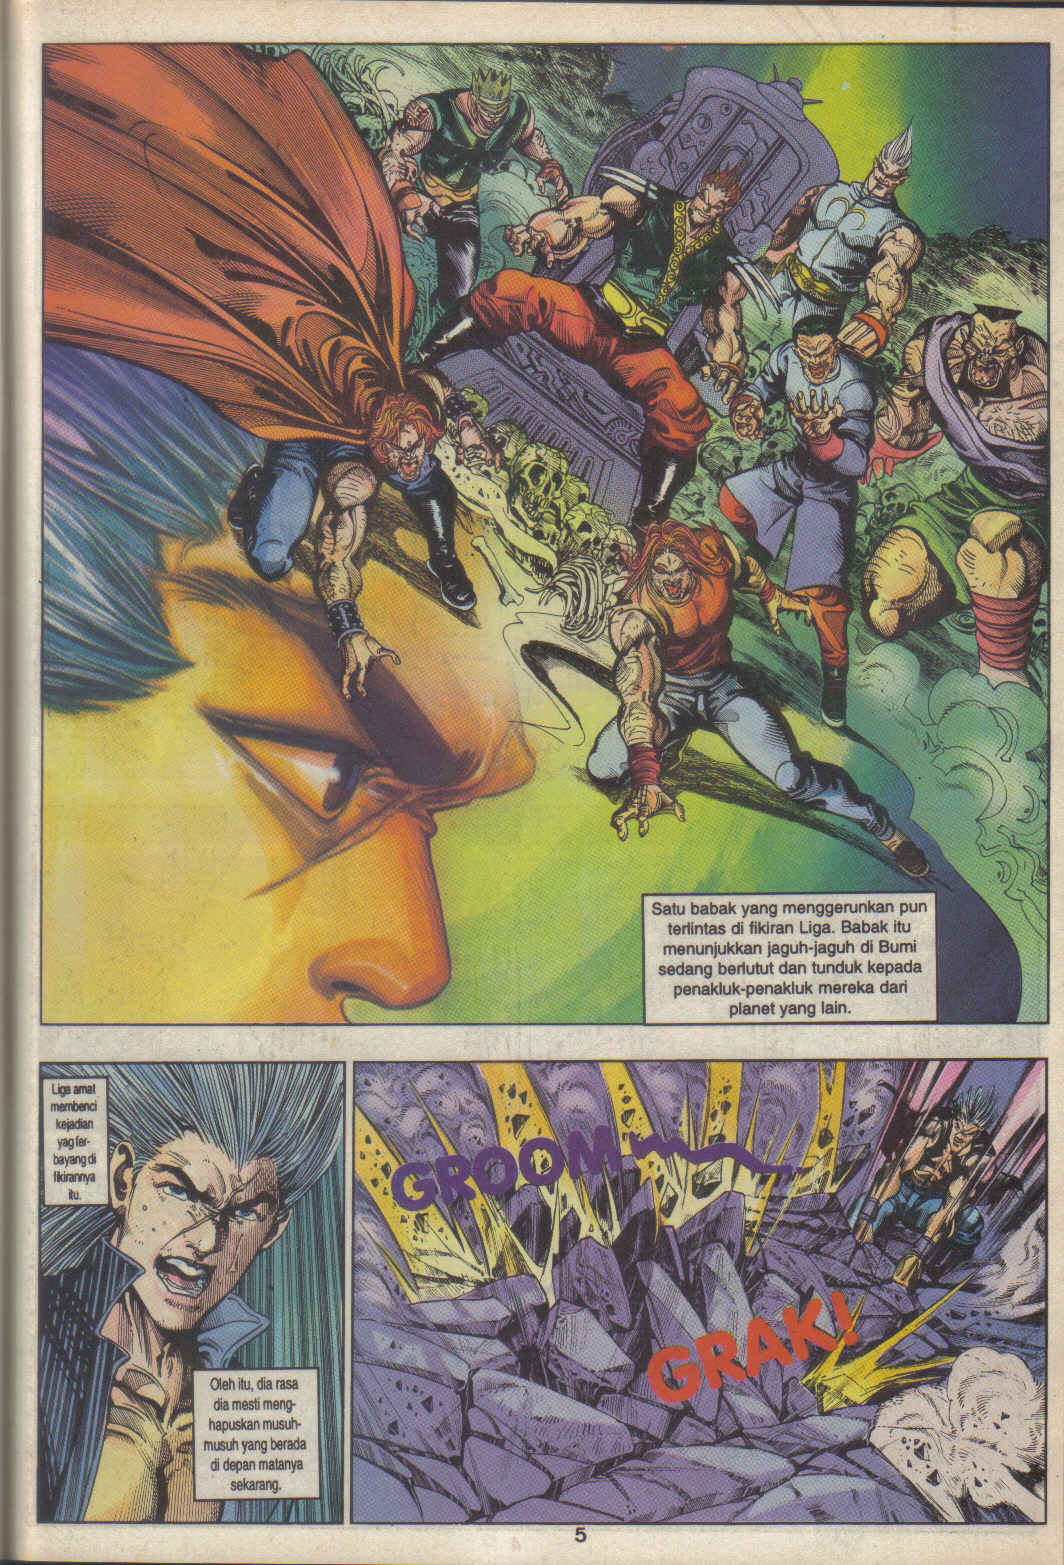 Satu babak yang menggerunkan pun
terlintas di fikiran Liga. Babak itu
menunjukkan jaguh-jaguh di Bumi
sedang berlutut dan tunduk kepada
penakluk-penakluk mereka dari
planet yang lain.
Liga amat
membenci
kejadian
yag ter-
bayang di
fikirannya
itu.
Oleh itu, dia rasa
dia mesti meng-
hapuskan musuh-
musuh yang berada
di depan matanya
sekarang.
GROOM
GRAK!
5